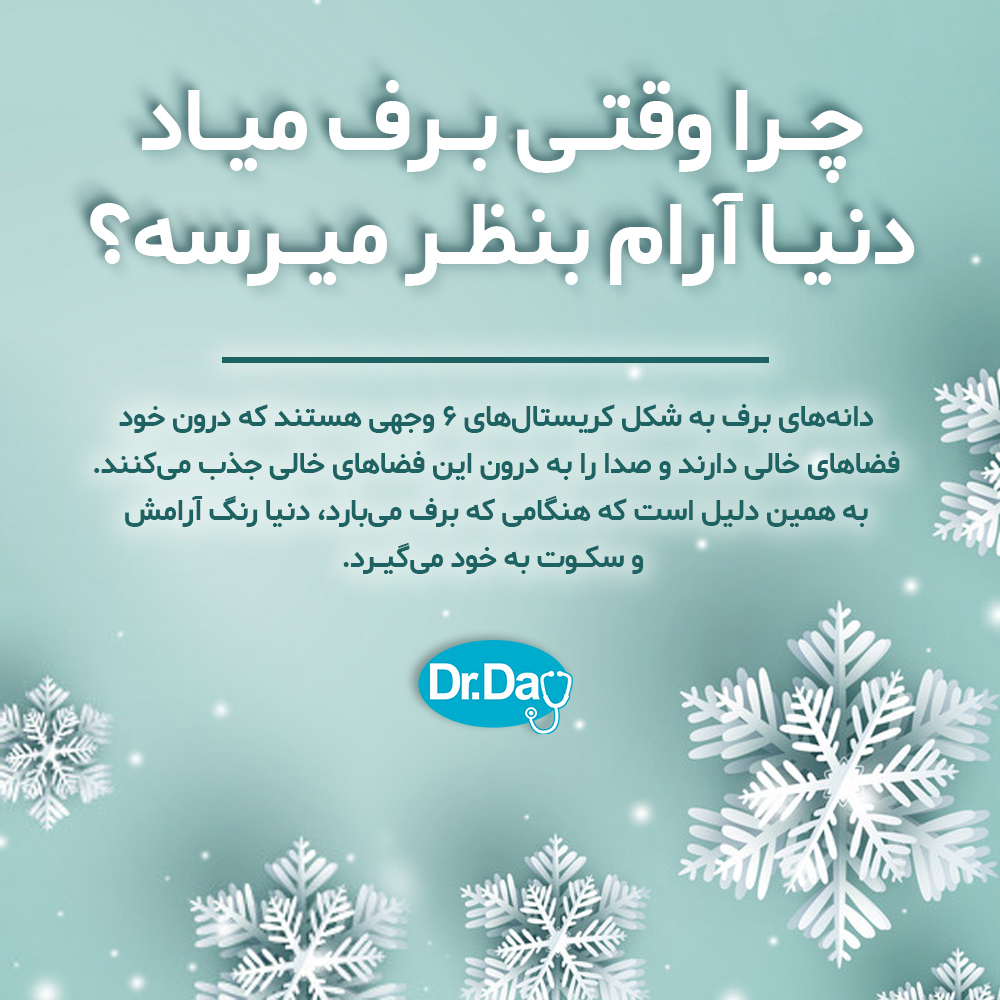 چرا وقتی برف میاد
دنیا آرام بنظر میرسه؟
دانه‌های برف به شکل کریستال‌های ۶ وجهی هستند که درون خود
فضاهای خالی دارند و صدا را به درون این فضاهای خالی جذب می‌کنند.
به همین دلیل است که هنگامی که برف می‌بارد، دنیا رنگ آرامش
و سکوت به خود می‌گیرد.
Dr.Day